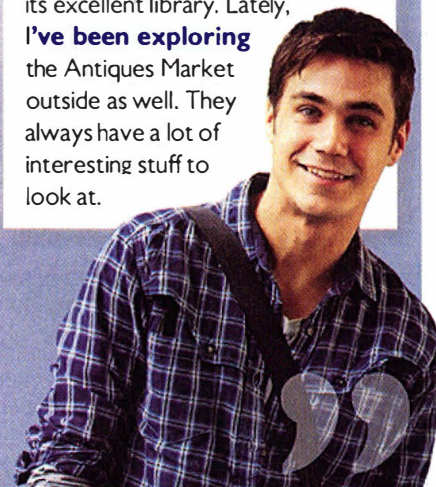 its excellent library. Lately,
I've been exploring
the Antiques Market
outside as well. They
always have a lot of
interesting stuff to
look at.
”